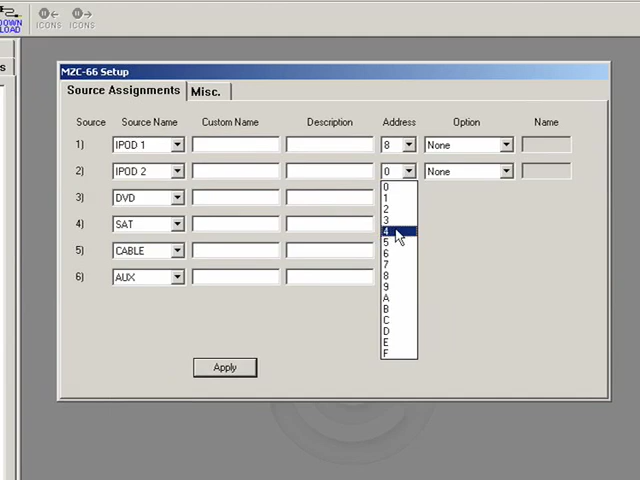 DOWN
LOAD
ICONS ICONS
s
MZC-66 Setup
Source Assignments Misc.
Source Source Name Custom Name Description Address Option Name
1) IPOD 1 8 None
2) IPOD 2 0 None
3) DVD
4) SAT
5) CABLE
6) AUX
0
1
2
3
4
5
6
7
8
9
A
B
C
D
E
F
Apply